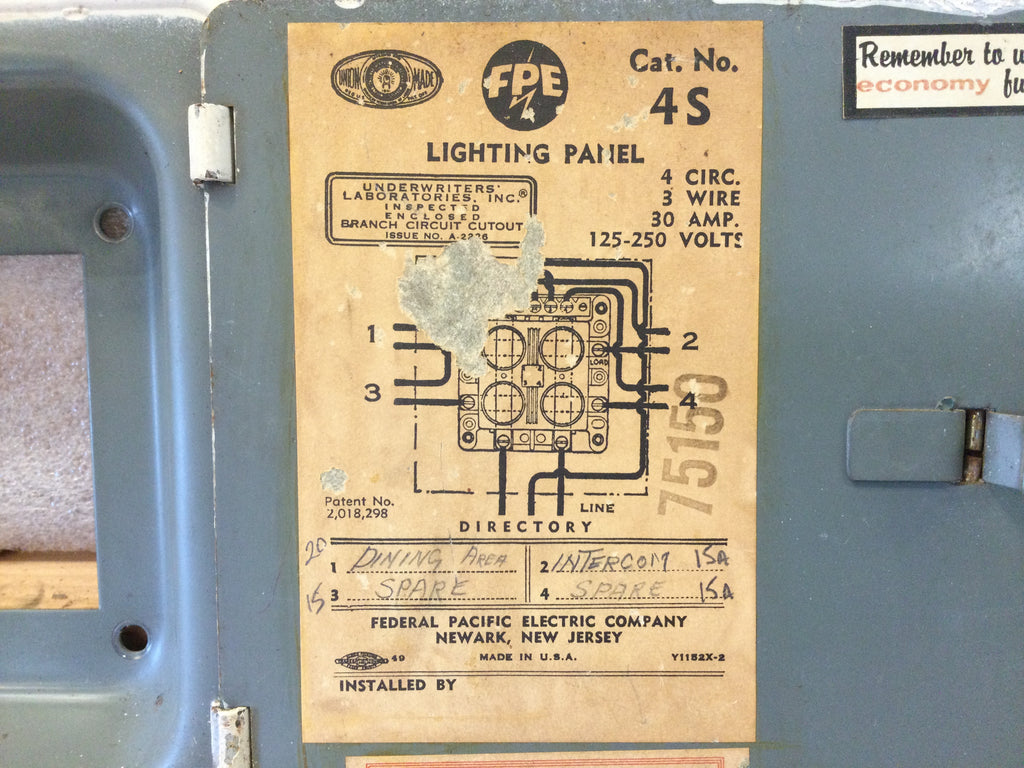 UNION MADE
FPE
Cat. No.
4S
Remember to
economy
LIGHTING PANEL
UNDERWRITERS'
LABORATORIES, INC.®
INSPECTED
ENCLOSED
BRANCH CIRCUIT CUTOUT
ISSUE NO. A-2226
4 CIRC.
3 WIRE
30 AMP.
125-250 VOLTS
1
2
LOAD
3
4
75150
Patent No.
2,018,298
LINE
DIRECTORY
20 1 DINING AREA 2 INTERCOM 15A
15 3 SPARE 4 SPARE 15A
FEDERAL PACIFIC ELECTRIC COMPANY
NEWARK, NEW JERSEY
49 MADE IN U.S.A. Y1152X-2
INSTALLED BY